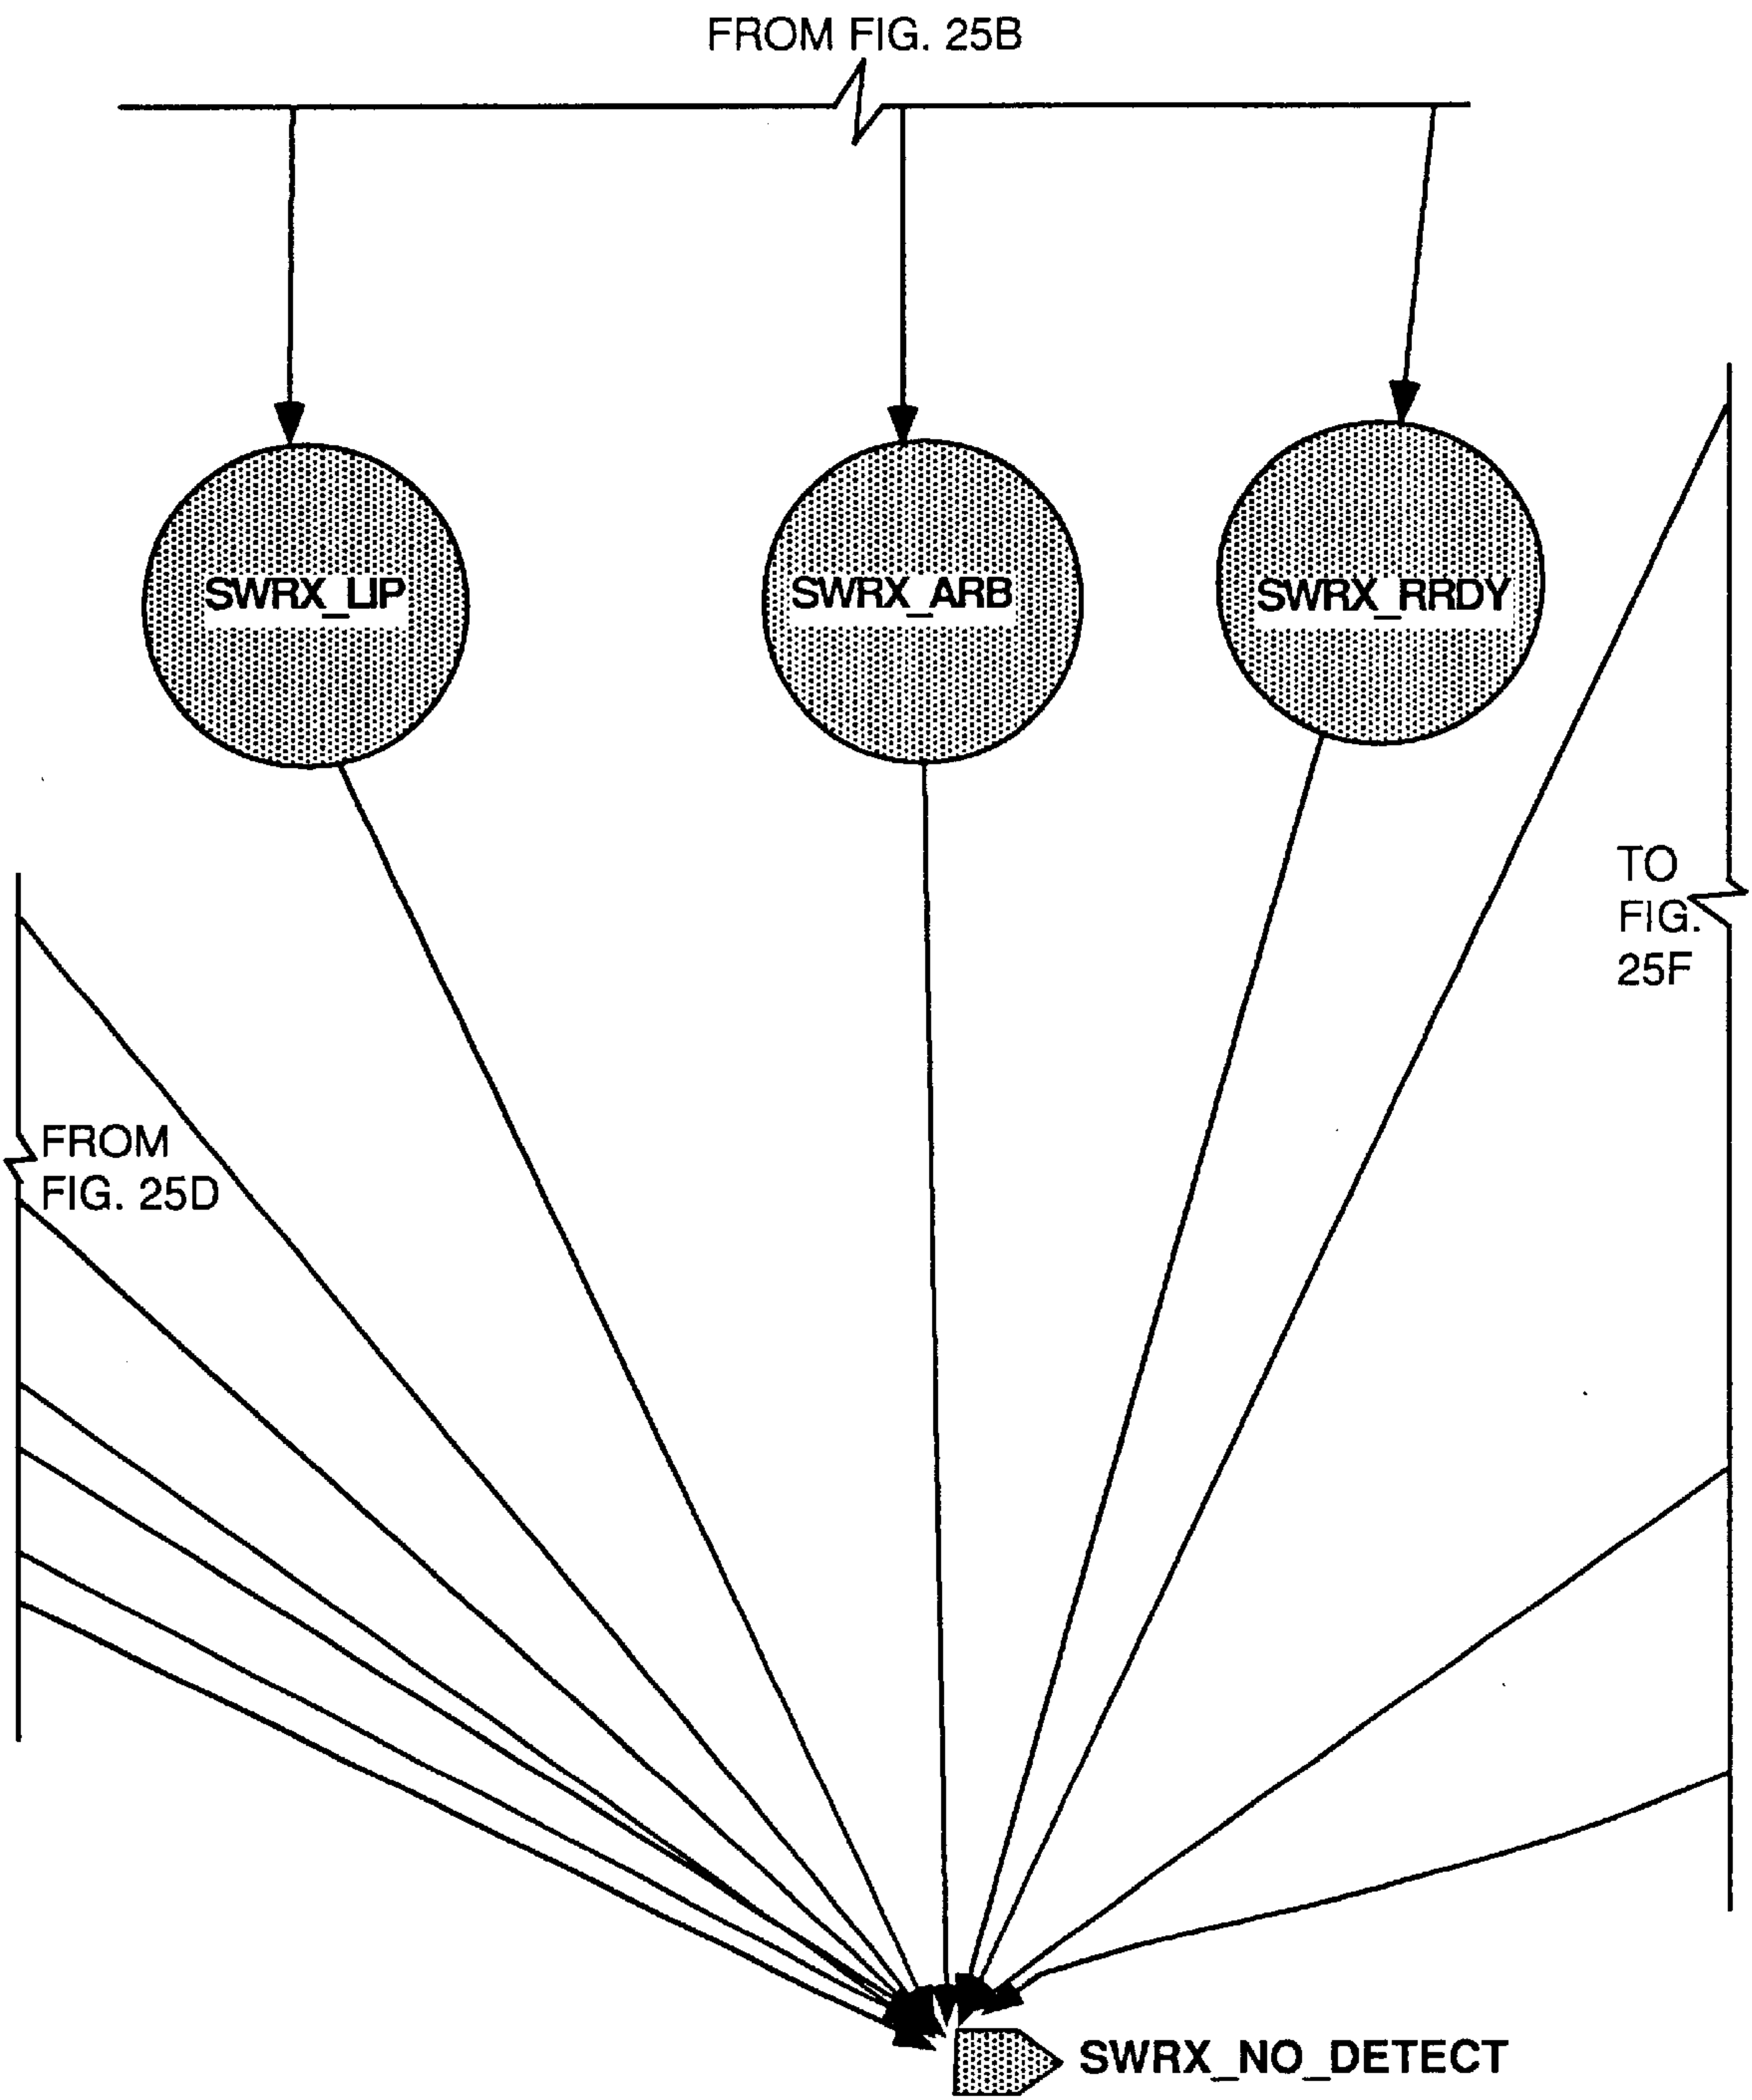 FROM FIG. 25B
SWRX_LIP
SWRX_ARB
SWRX_RRDY
TO
FIG.
25F
FROM
FIG. 25D
SWRX_NO_DETECT